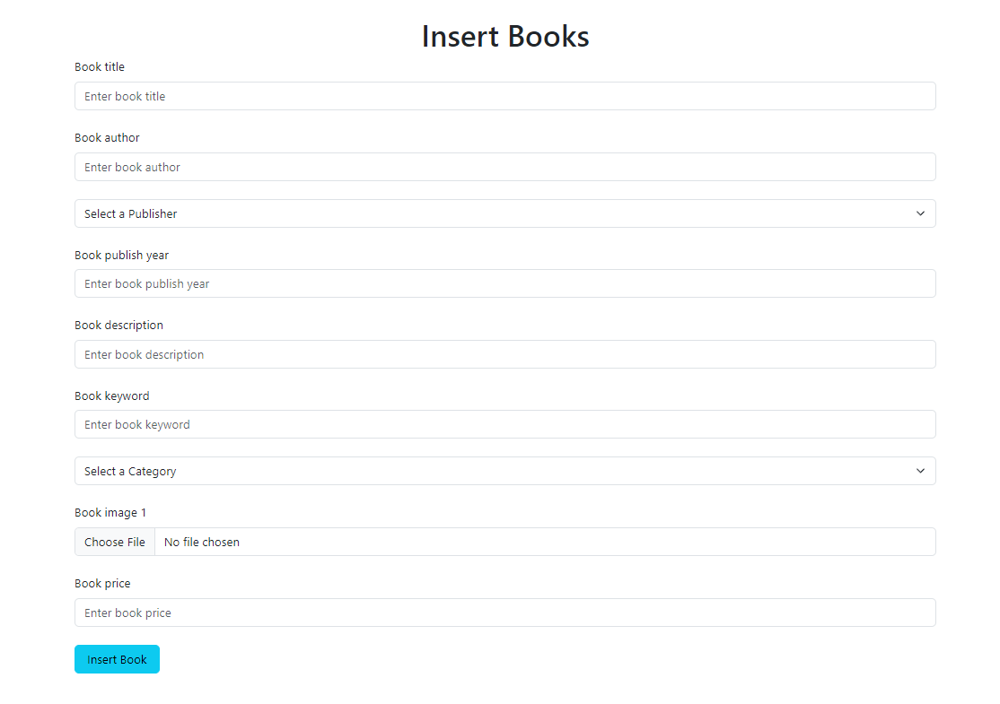 Insert Books
Book title
Enter book title
Book author
Enter book author
Select a Publisher
Book publish year
Enter book publish year
Book description
Enter book description
Book keyword
Enter book keyword
Select a Category
Book image 1
Choose File No file chosen
Book price
Enter book price
Insert Book